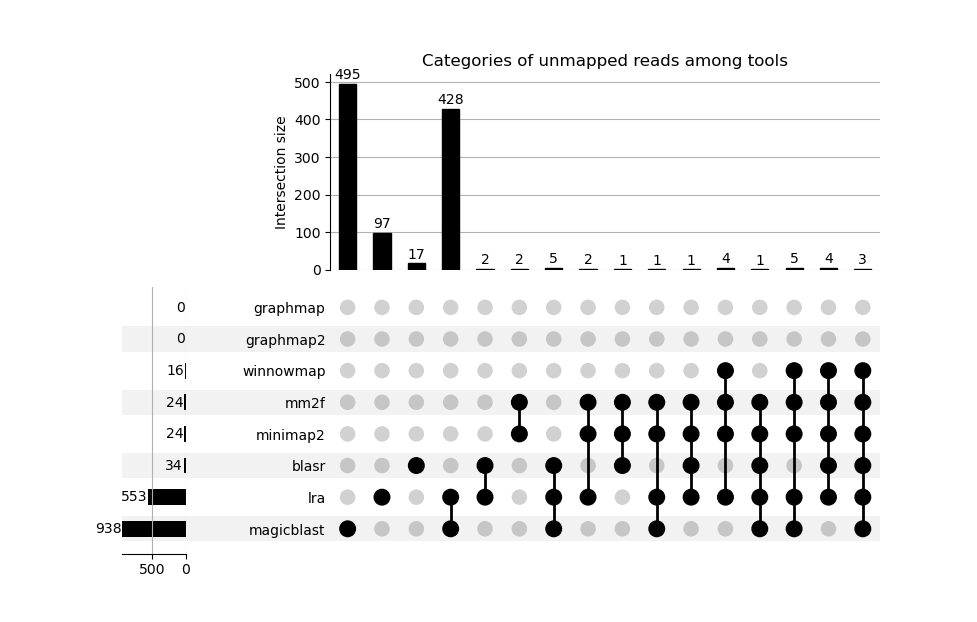 Categories of unmapped reads among tools
Intersection size
500
400
300
200
100
0
495
97
17
428
2
2
5
2
1
1
1
4
1
5
4
3
0 graphmap
0 graphmap2
16 winnowmap
24 mm2f
24 minimap2
34 blasr
553 lra
938 magicblast
500 0